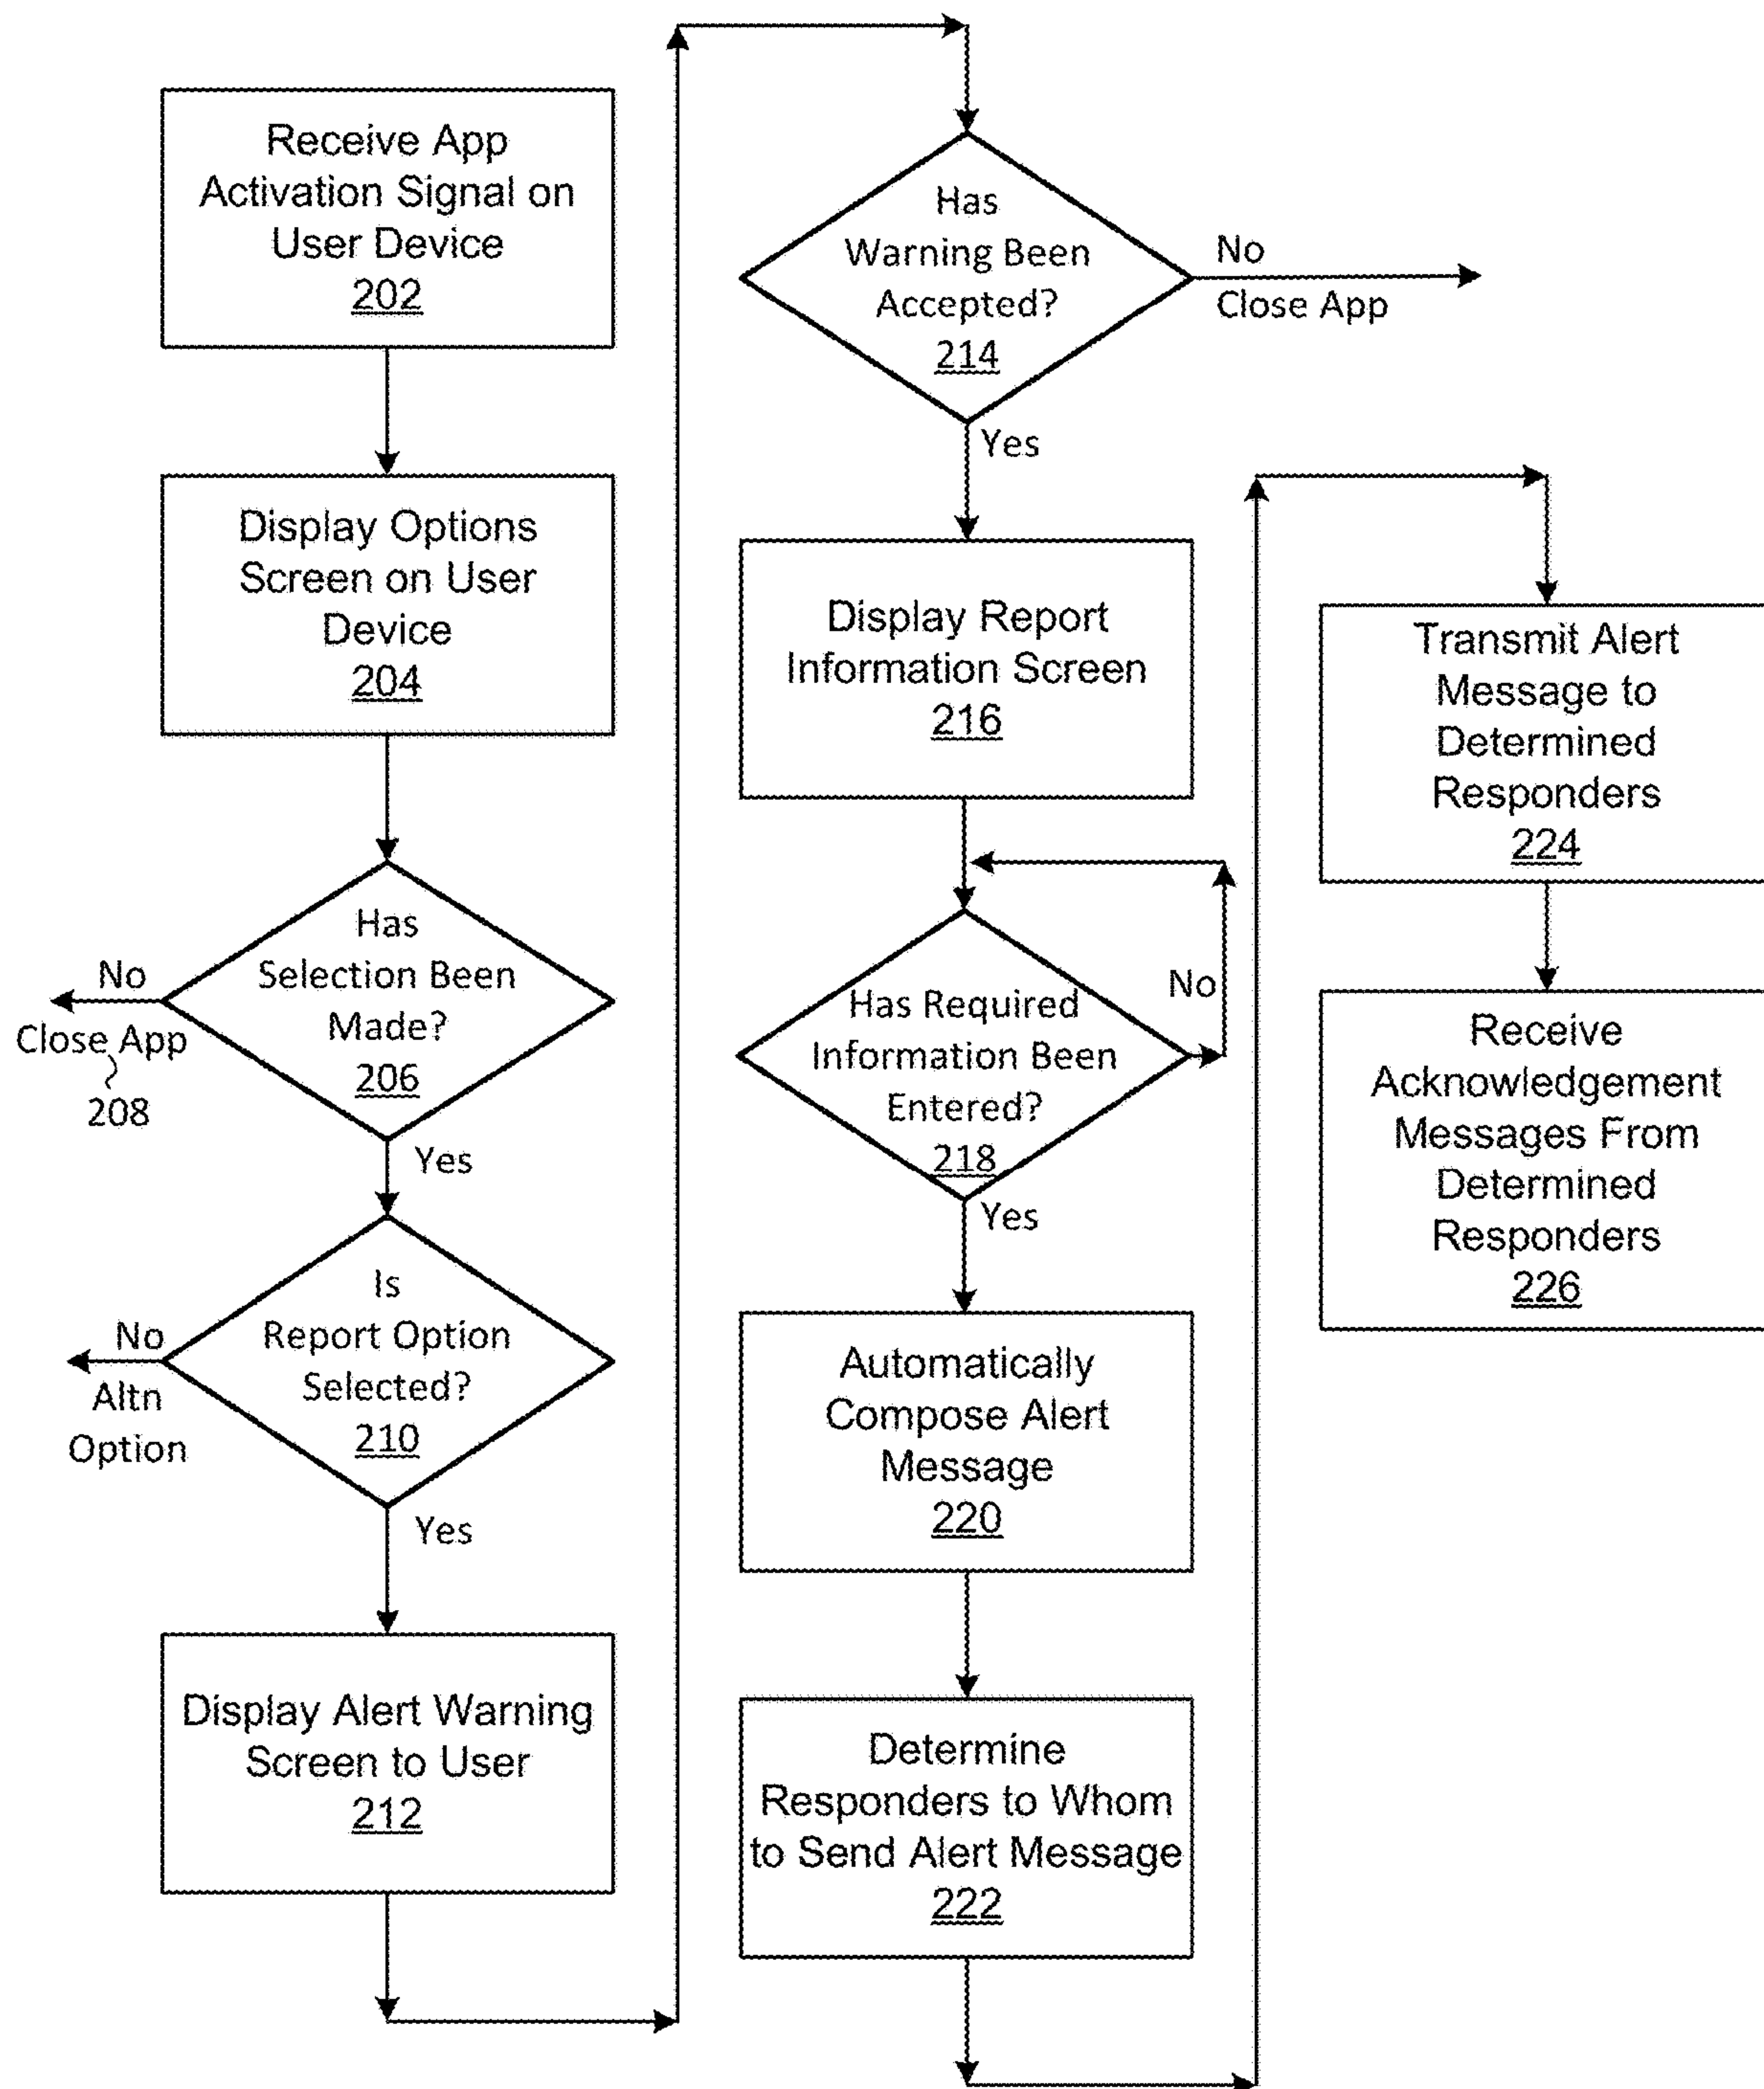 Receive App
Activation Signal on
User Device
202
Display Options
Screen on User
Device
204
Has
Selection Been
Made?
206
No
Close App
208
Yes
Is
Report Option
Selected?
210
No
Altn
Option
Yes
Display Alert Warning
Screen to User
212
Has
Warning Been
Accepted?
214
No
Close App
Yes
Display Report
Information Screen
216
Has Required
Information Been
Entered?
218
No
Yes
Automatically
Compose Alert
Message
220
Determine
Responders to Whom
to Send Alert Message
222
Transmit Alert
Message to
Determined
Responders
224
Receive
Acknowledgement
Messages From
Determined
Responders
226